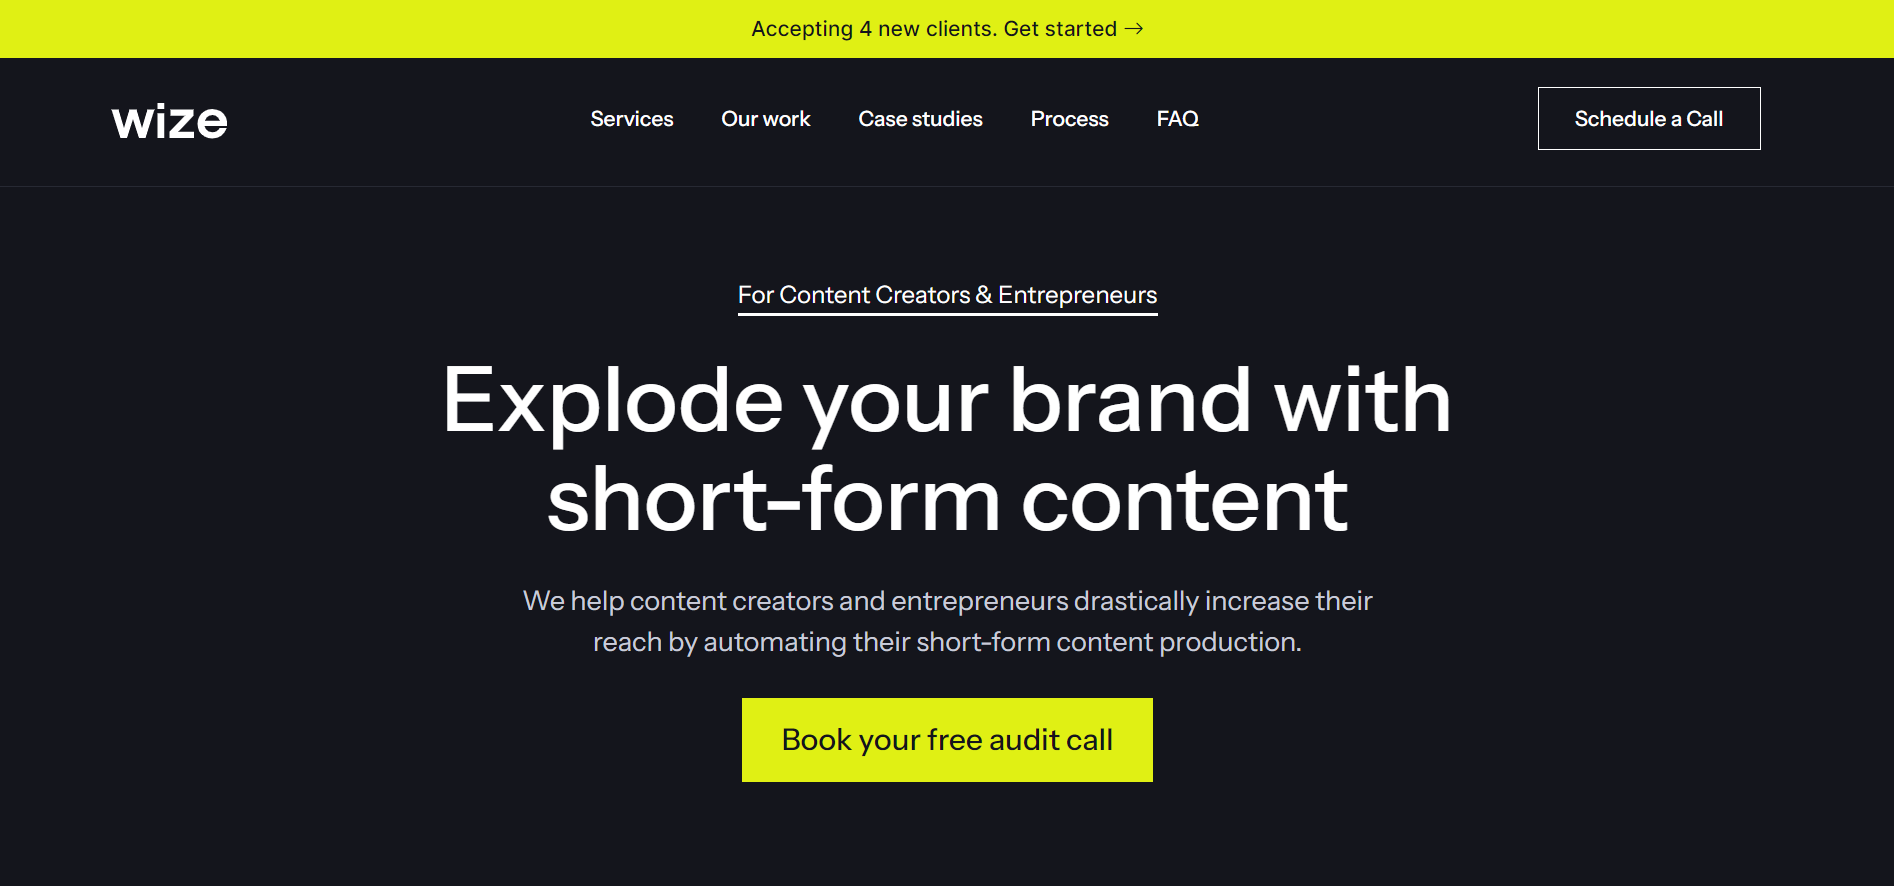 Accepting 4 new clients. Get started →
wize
Services
Our work
Case studies
Process
FAQ
Schedule a Call
For Content Creators & Entrepreneurs
Explode your brand with
short-form content
We help content creators and entrepreneurs drastically increase their
reach by automating their short-form content production.
Book your free audit call